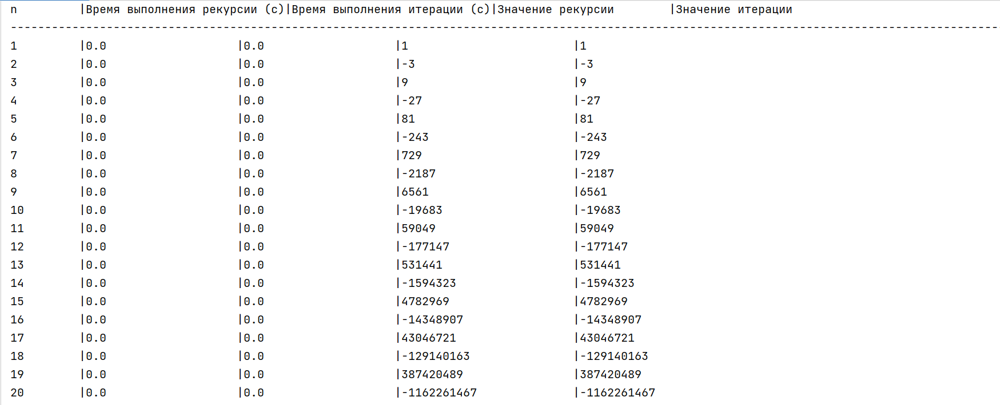 n         |Время выполнения рекурсии (с)|Время выполнения итерации (с)|Значение рекурсии        |Значение итерации
------------------------------------------------------------------------------------------------------------------------------------------------
1         |0.0                   |0.0                   |1                        |1
2         |0.0                   |0.0                   |-3                       |-3
3         |0.0                   |0.0                   |9                        |9
4         |0.0                   |0.0                   |-27                      |-27
5         |0.0                   |0.0                   |81                       |81
6         |0.0                   |0.0                   |-243                     |-243
7         |0.0                   |0.0                   |729                      |729
8         |0.0                   |0.0                   |-2187                    |-2187
9         |0.0                   |0.0                   |6561                     |6561
10        |0.0                   |0.0                   |-19683                   |-19683
11        |0.0                   |0.0                   |59049                    |59049
12        |0.0                   |0.0                   |-177147                  |-177147
13        |0.0                   |0.0                   |531441                   |531441
14        |0.0                   |0.0                   |-1594323                 |-1594323
15        |0.0                   |0.0                   |4782969                  |4782969
16        |0.0                   |0.0                   |-14348907                |-14348907
17        |0.0                   |0.0                   |43046721                 |43046721
18        |0.0                   |0.0                   |-129140163               |-129140163
19        |0.0                   |0.0                   |387420489                |387420489
20        |0.0                   |0.0                   |-1162261467              |-1162261467